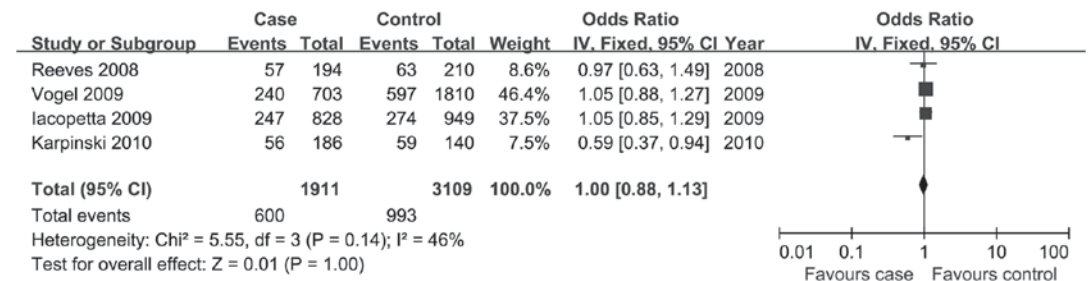 Case Control Odds Ratio Odds Ratio
Study or Subgroup Events Total Events Total Weight IV, Fixed, 95% CI Year IV, Fixed, 95% CI
Reeves 2008 57 194 63 210 8.6% 0.97 [0.63, 1.49] 2008
Vogel 2009 240 703 597 1810 46.4% 1.05 [0.88, 1.27] 2009
Iacopetta 2009 247 828 274 949 37.5% 1.05 [0.85, 1.29] 2009
Karpinski 2010 56 186 59 140 7.5% 0.59 [0.37, 0.94] 2010
Total (95% CI) 1911 3109 100.0% 1.00 [0.88, 1.13]
Total events 600 993
Heterogeneity: Chi² = 5.55, df = 3 (P = 0.14); I² = 46%
Test for overall effect: Z = 0.01 (P = 1.00)
0.01 0.1 1 10 100
Favours case Favours control